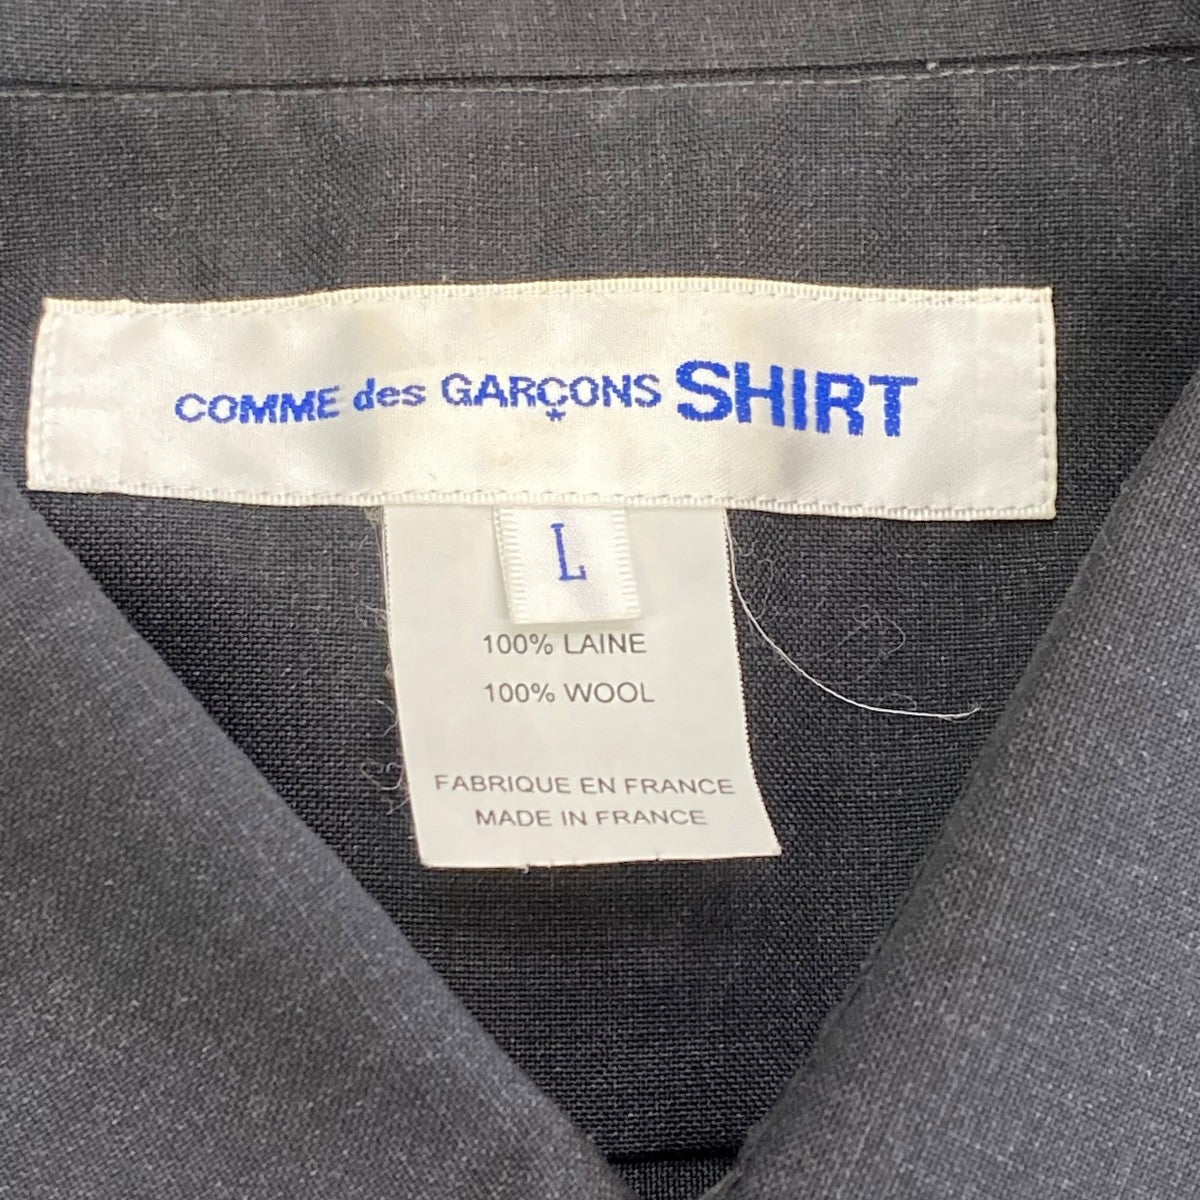 COMME des GARÇONS SHIRT
L
100% LAINE
100% WOOL
FABRIQUE EN FRANCE
MADE IN FRANCE